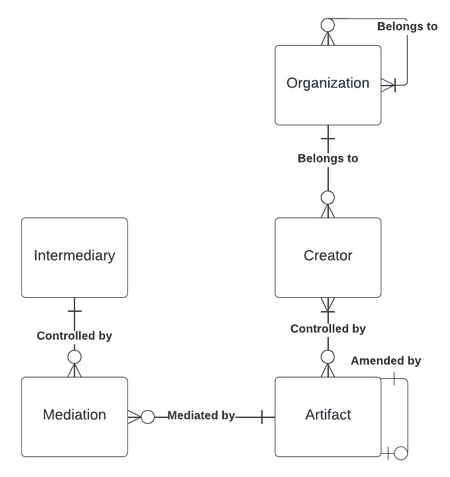 Belongs to
Organization
Belongs to
Intermediary
Creator
Controlled by
Controlled by
Amended by
Mediation
Mediated by
Artifact